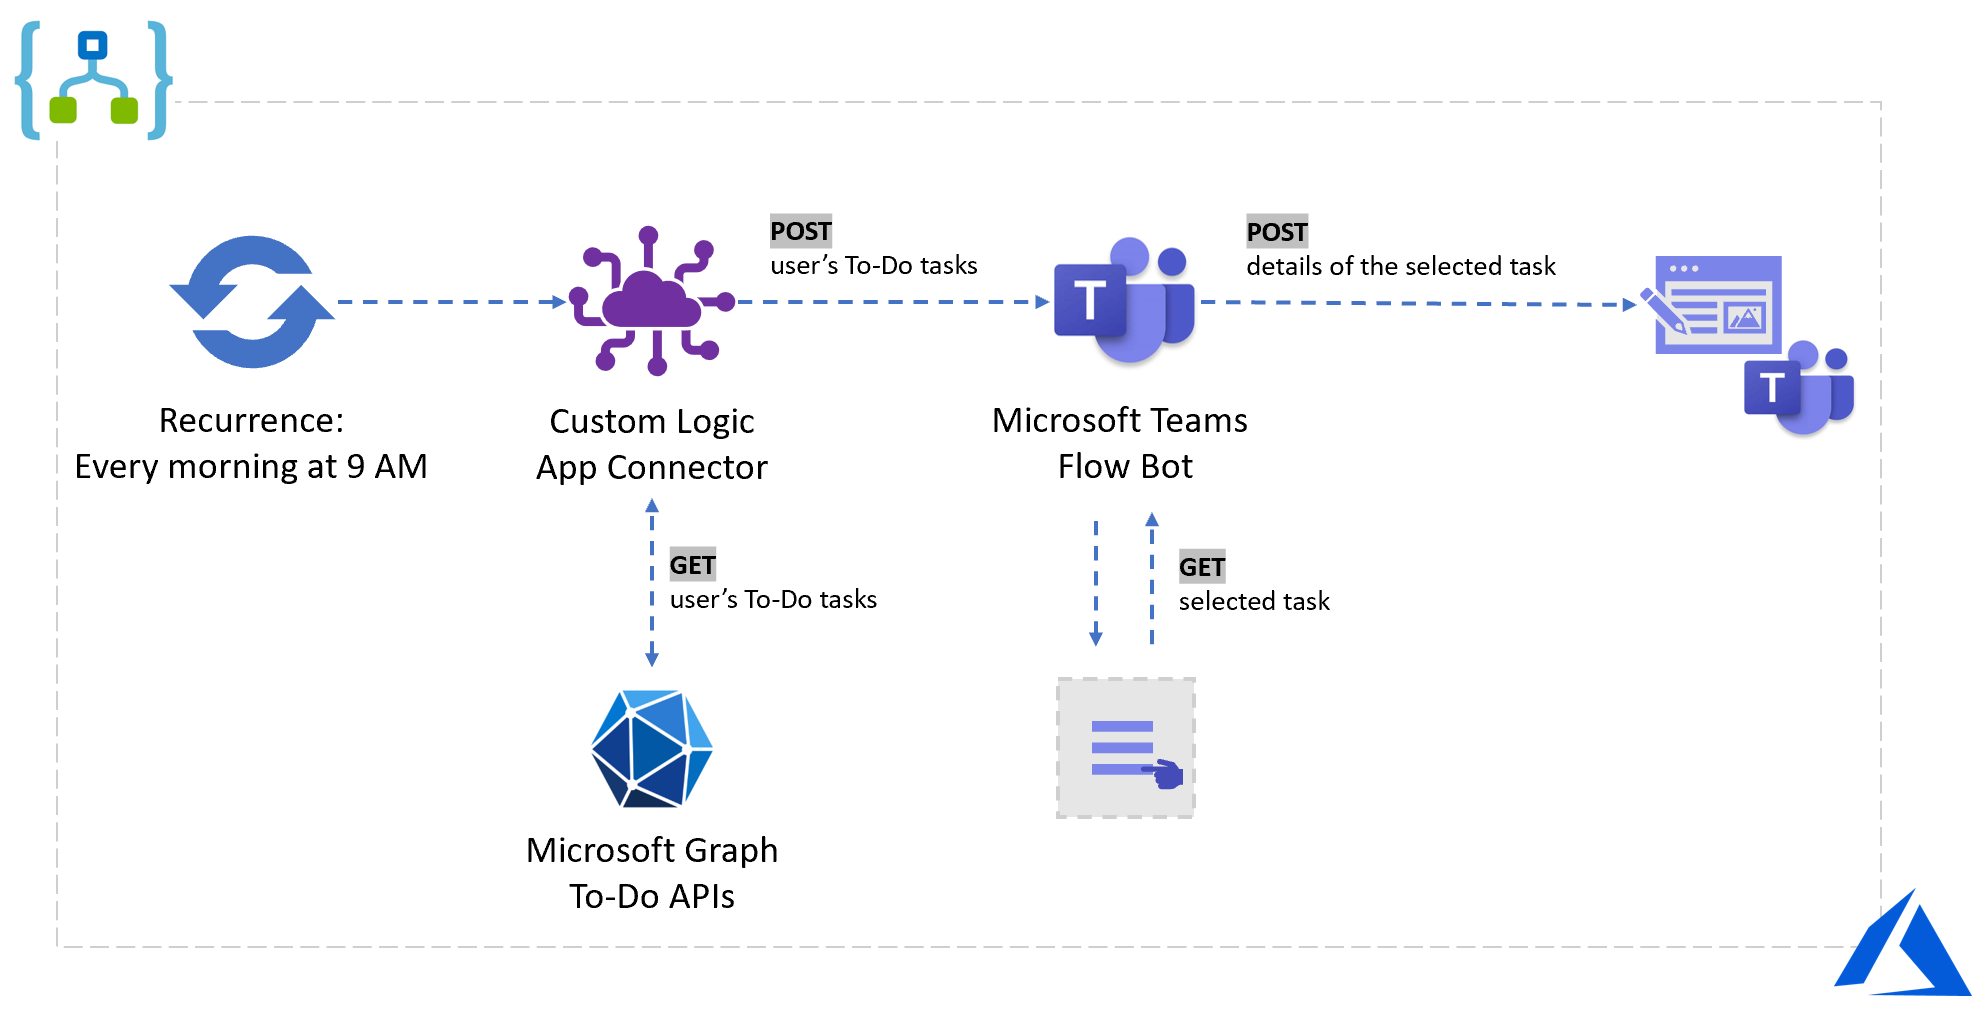 POST
user's To-Do tasks
POST
details of the selected task
T
T
Recurrence:
Every morning at 9 AM
Custom Logic
App Connector
Microsoft Teams
Flow Bot
GET
user's To-Do tasks
GET
selected task
Microsoft Graph
To-Do APIs